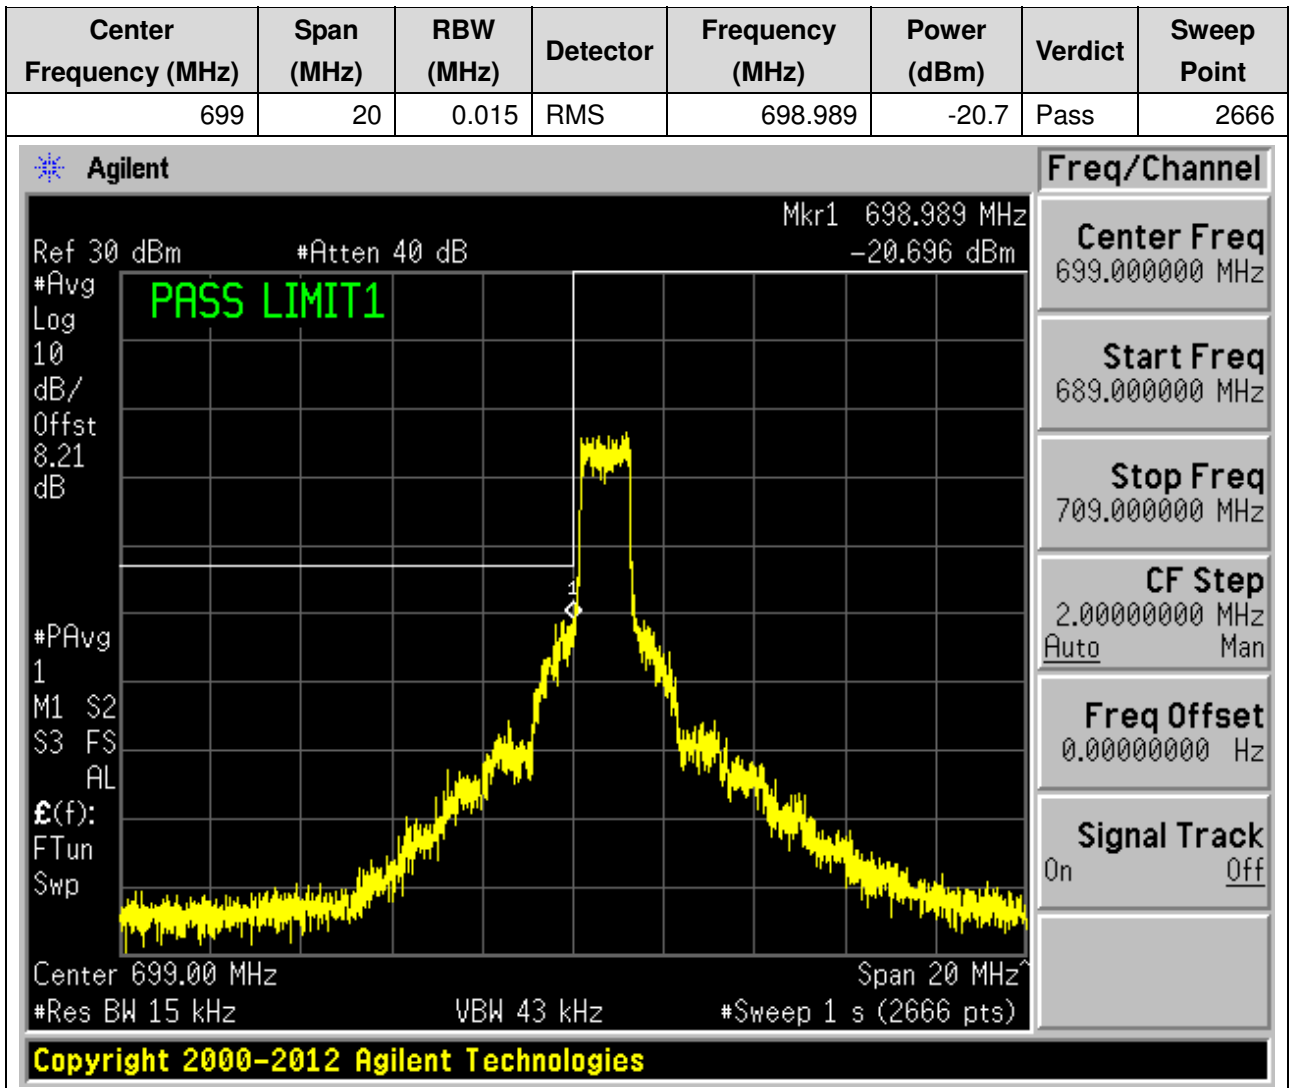 Center Frequency (MHz) Span (MHz) RBW (MHz) Detector Frequency (MHz) Power (dBm) Verdict Sweep Point
699 20 0.015 RMS 698.989 -20.7 Pass 2666
Agilent
Freq/Channel
Mkr1 698.989 MHz
Ref 30 dBm #Atten 40 dB -20.696 dBm
#Avg
Log
10
dB/
Offst
8.21
dB
PASS LIMIT1
1
#PAvg
1
M1 S2
S3 FS
AL
£(f):
FTun
Swp
Center 699.00 MHz Span 20 MHz^
#Res BW 15 kHz VBW 43 kHz #Sweep 1 s (2666 pts)
Center Freq
699.000000 MHz
Start Freq
689.000000 MHz
Stop Freq
709.000000 MHz
CF Step
2.00000000 MHz
Auto Man
Freq Offset
0.00000000 Hz
Signal Track
On Off
Copyright 2000-2012 Agilent Technologies